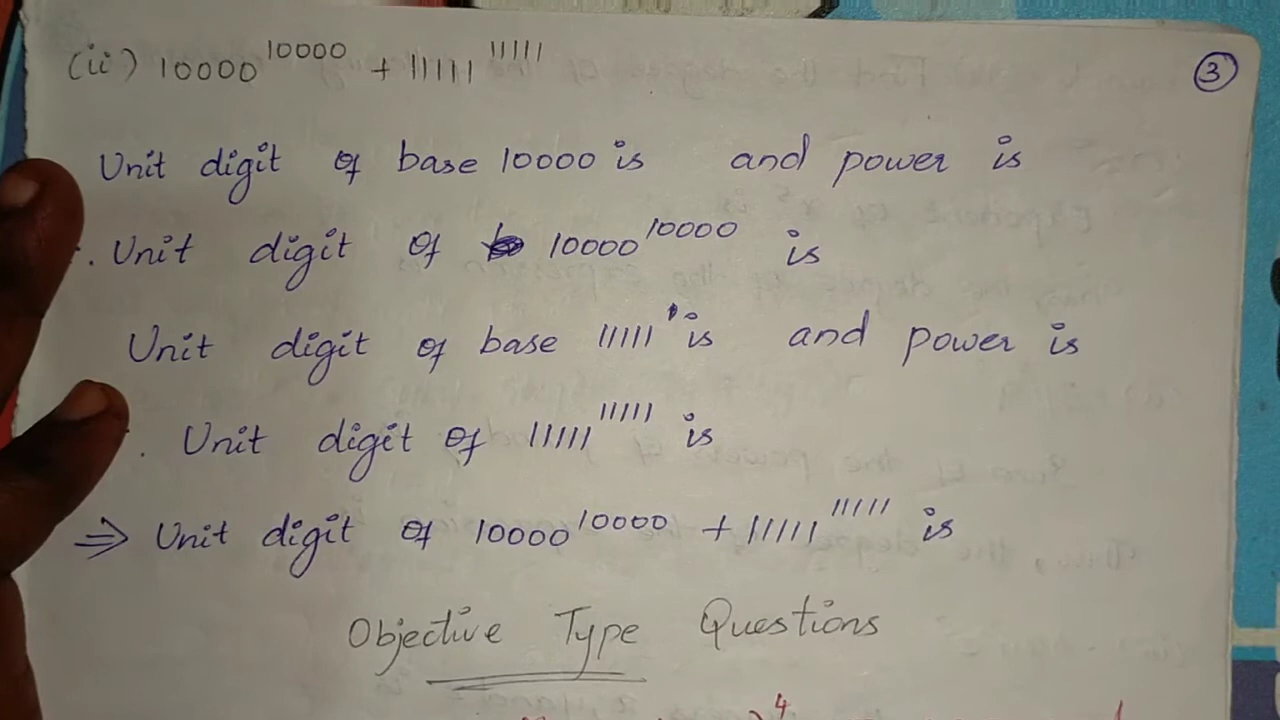 (ii) 10000^10000 + 11111^11111
3
Unit digit of base 10000 is and power is
Unit digit of 10000^10000 is
Unit digit of base 11111 is and power is
Unit digit of 11111^11111 is
⇒ Unit digit of 10000^10000 + 11111^11111 is
Objective Type Questions
4